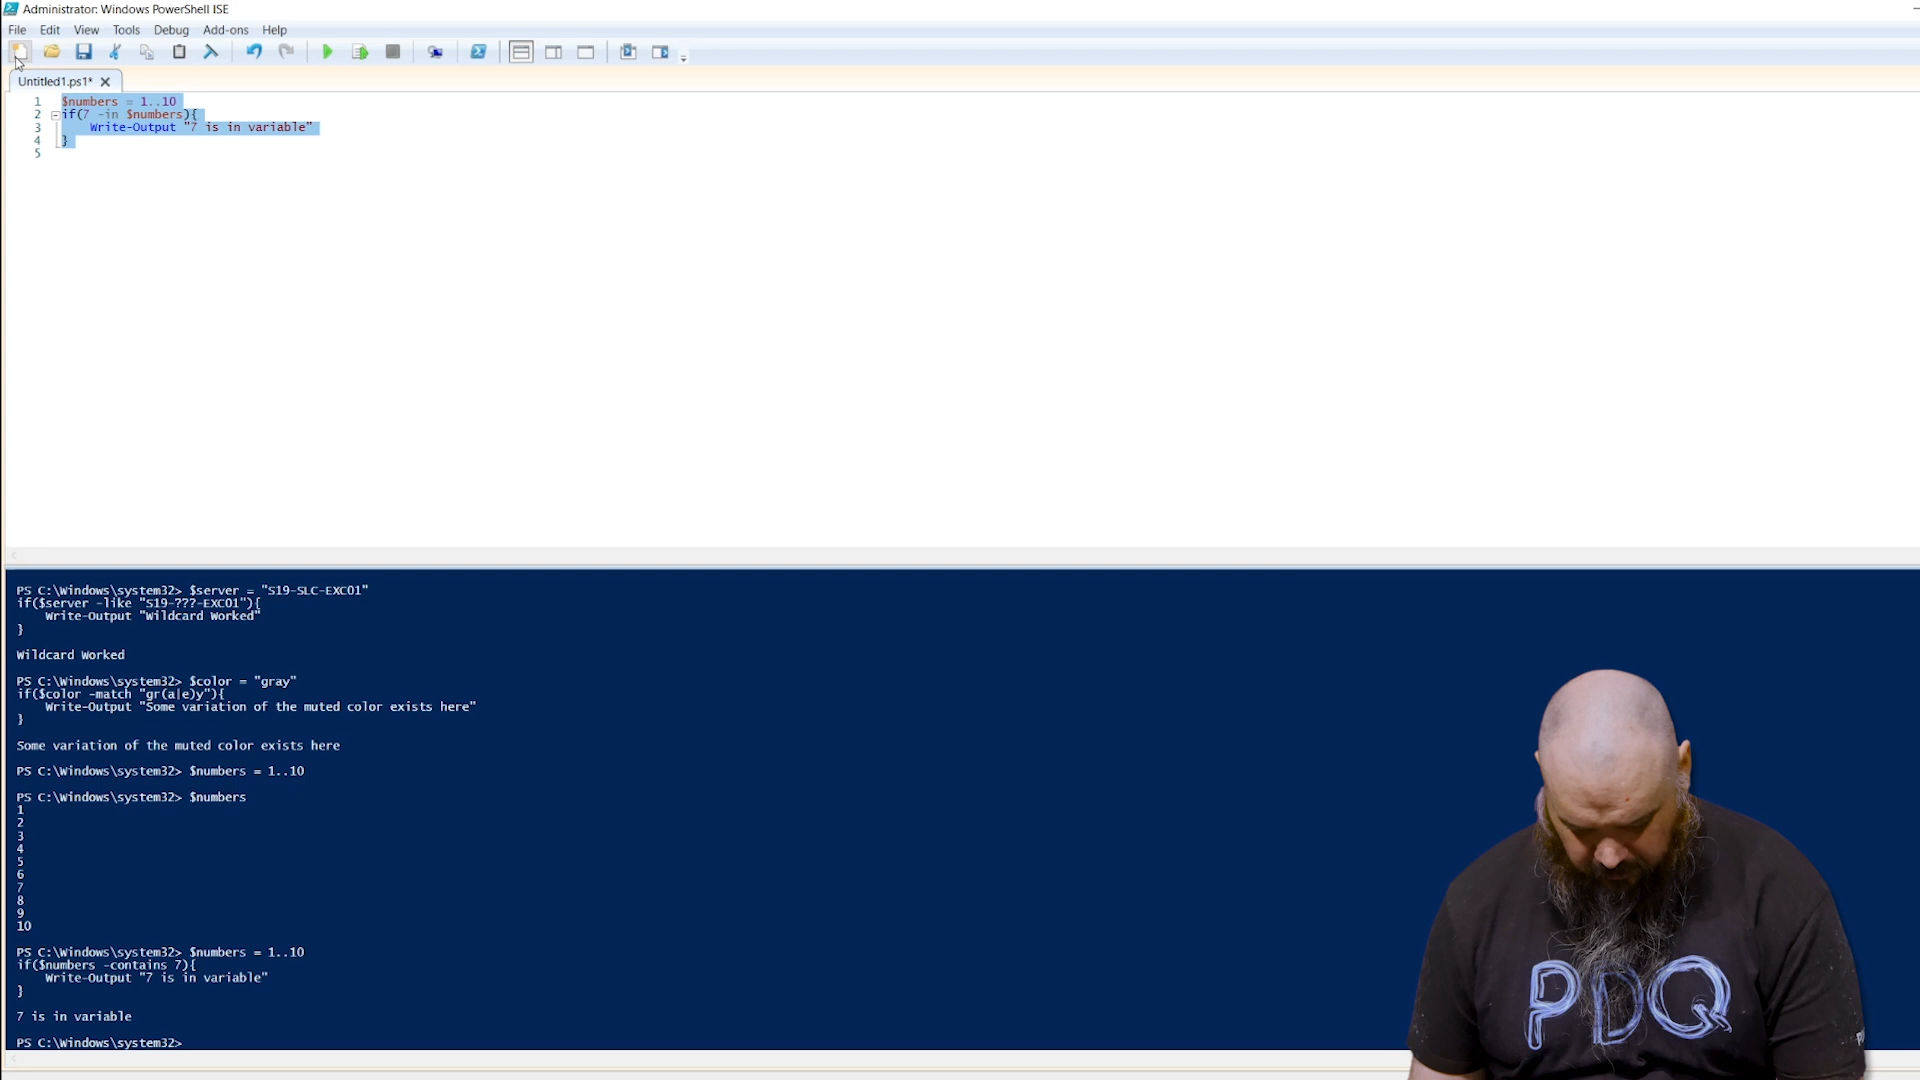 Administrator: Windows PowerShell ISE
File Edit View Tools Debug Add-ons Help
Untitled1.ps1*
1 $numbers = 1..10
2 if(7 -in $numbers){
3 Write-Output "7 is in variable"
4 }
5
PS C:\Windows\system32> $server = "S19-SLC-EXC01"
if($server -like "S19-???-EXC01"){
Write-Output "Wildcard Worked"
}
Wildcard Worked
PS C:\Windows\system32> $color = "gray"
if($color -match "gr(a|e)y"){
Write-Output "Some variation of the muted color exists here"
}
Some variation of the muted color exists here
PS C:\Windows\system32> $numbers = 1..10
PS C:\Windows\system32> $numbers
1
2
3
4
5
6
7
8
9
10
PS C:\Windows\system32> $numbers = 1..10
if($numbers -contains 7){
Write-Output "7 is in variable"
}
7 is in variable
PS C:\Windows\system32>
PDQ